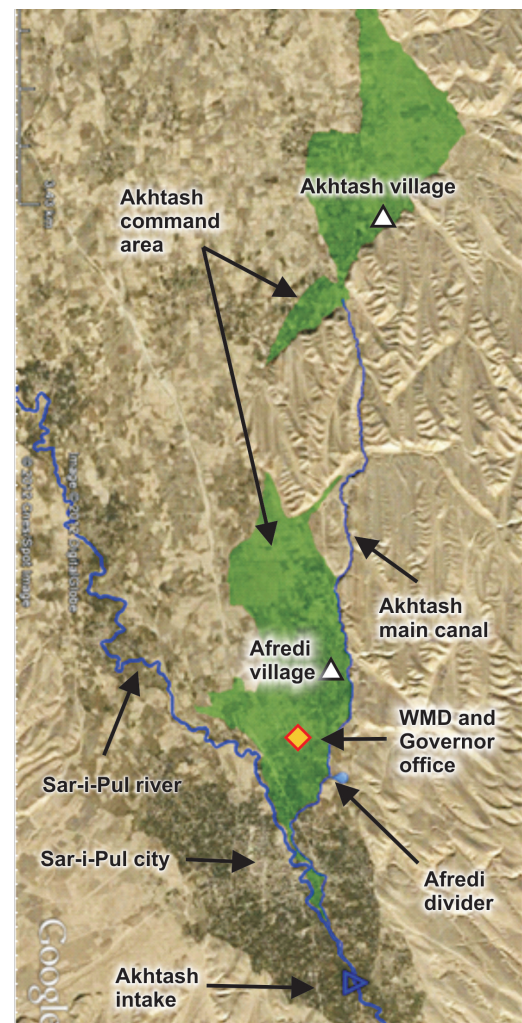 Akhtash village
Akhtash
command
area
Akhtash
main canal
Afredi
village
WMD and
Governor
office
Sar-i-Pul river
Sar-i-Pul city
Afredi
divider
Akhtash
intake
Google